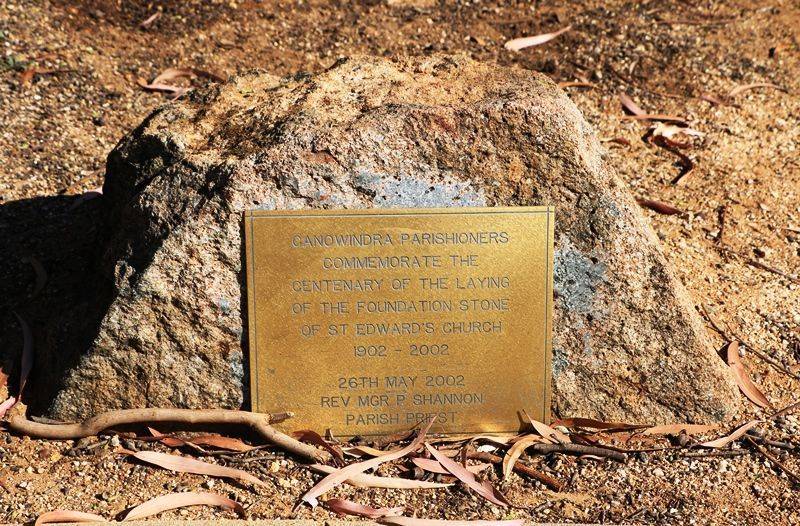 CANOWINDRA PARISHIONERS
COMMEMORATE THE
CENTENARY OF THE LAYING
OF THE FOUNDATION STONE
OF ST EDWARD'S CHURCH
1902 - 2002
26TH MAY 2002
REV MGR P SHANNON
PARISH PRIEST